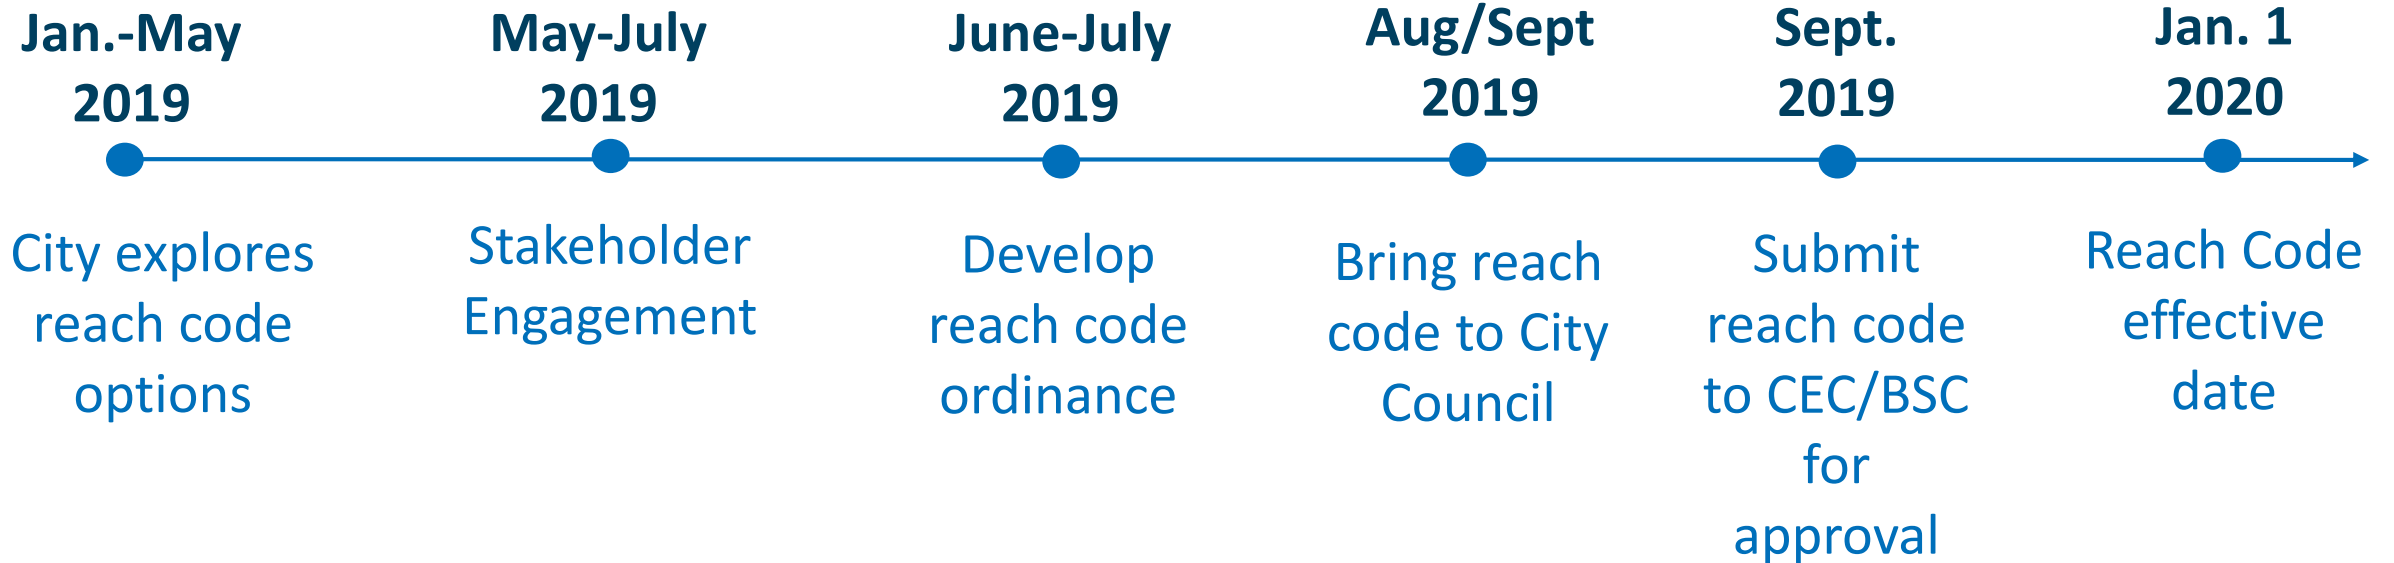 Jan.-May
2019
City explores
reach code
options
May-July
2019
Stakeholder
Engagement
June-July
2019
Develop
reach code
ordinance
Aug/Sept
2019
Bring reach
code to City
Council
Sept.
2019
Submit
reach code
to CEC/BSC
for
approval
Jan. 1
2020
Reach Code
effective
date